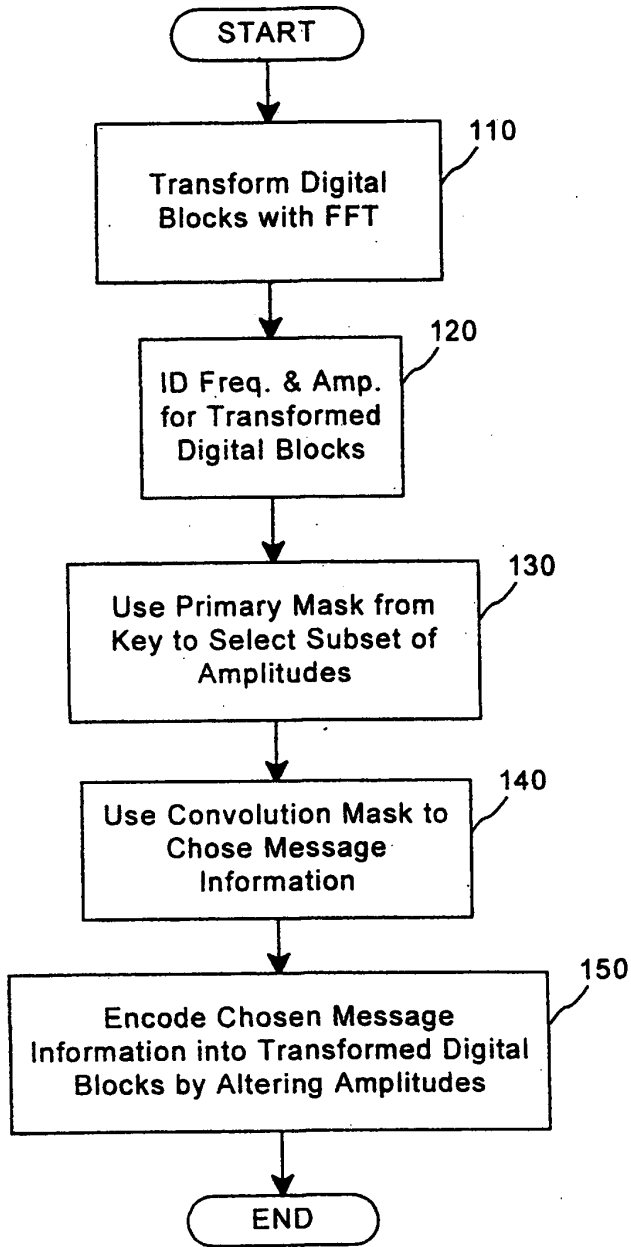 START
110
Transform Digital
Blocks with FFT
120
ID Freq. & Amp.
for Transformed
Digital Blocks
130
Use Primary Mask from
Key to Select Subset of
Amplitudes
140
Use Convolution Mask to
Chose Message
Information
150
Encode Chosen Message
Information into Transformed Digital
Blocks by Altering Amplitudes
END